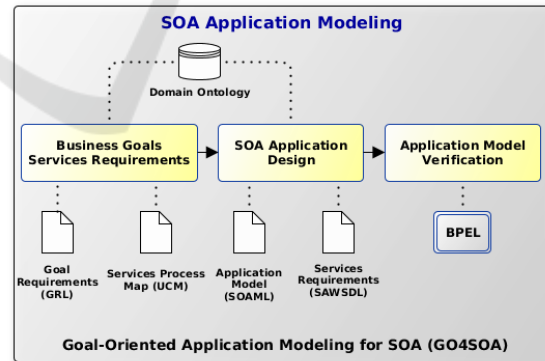 SOA Application Modeling
Domain Ontology
Business Goals
Services Requirements
SOA Application
Design
Application Model
Verification
BPEL
Goal
Requirements
(GRL)
Services Process
Map (UCM)
Application
Model
(SOAML)
Services
Requirements
(SAWSDL)
Goal-Oriented Application Modeling for SOA (GO4SOA)